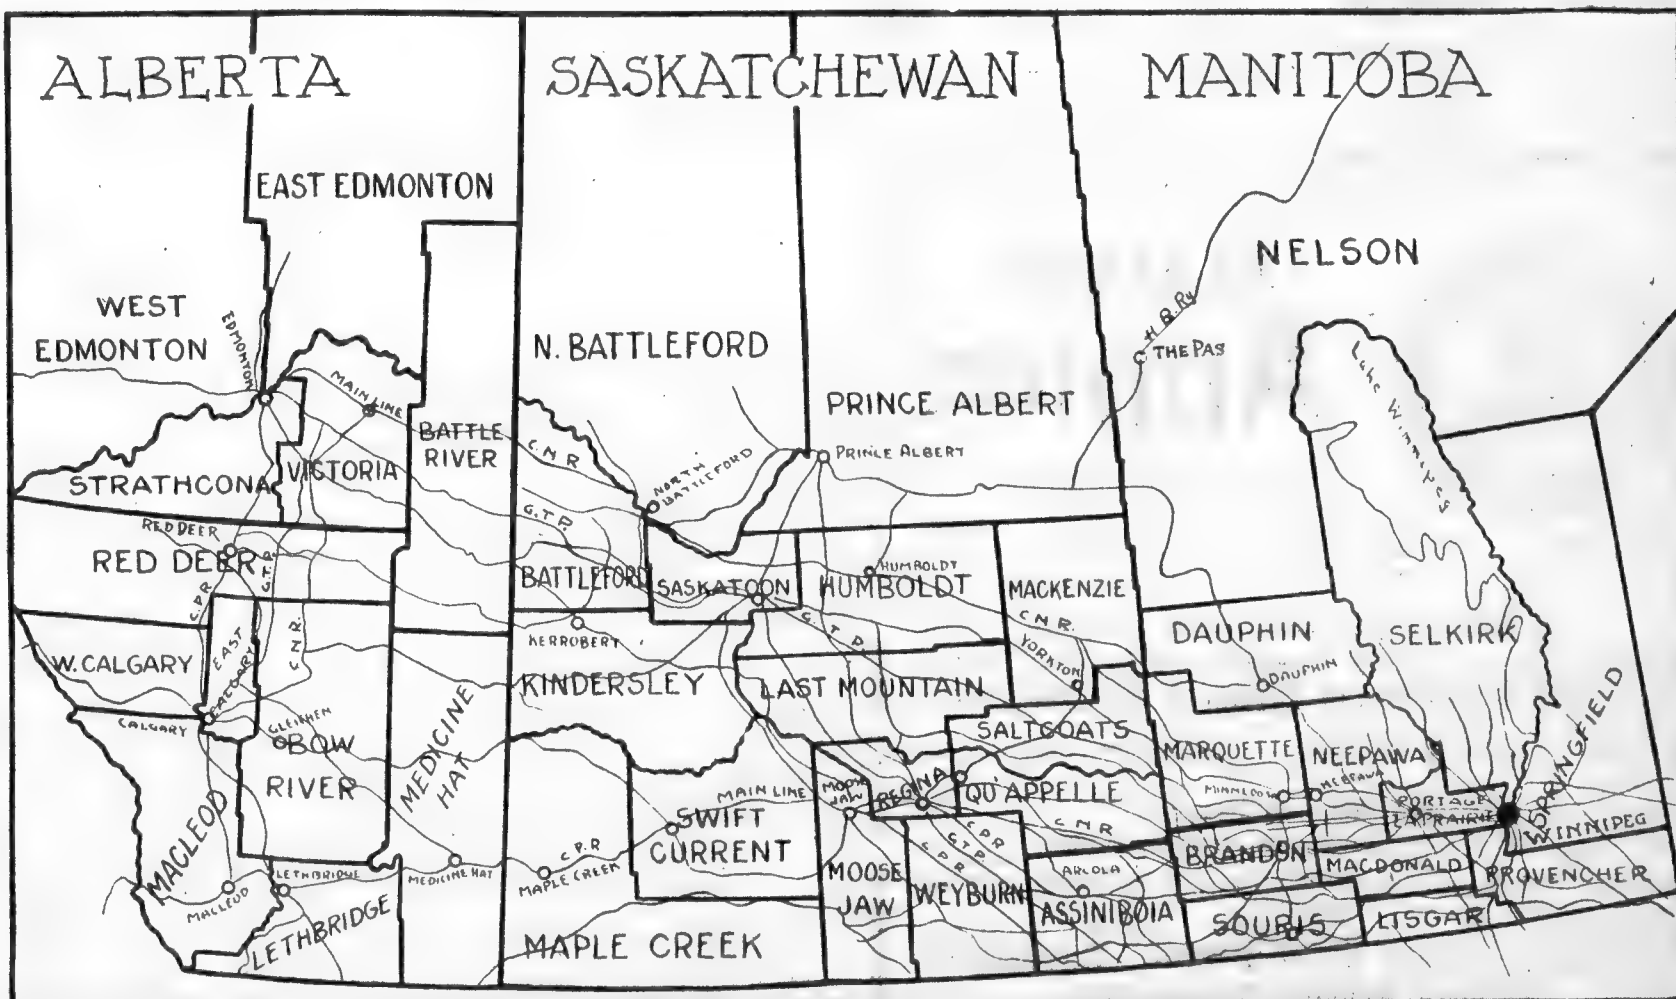 ALBERTA
SASKATCHEWAN
MANITOBA
EAST EDMONTON
NELSON
WEST
EDMONTON
EDMONTON
N. BATTLEFORD
H. B. Ry
THE PAS
Lake Winnipeg
MAIN LINE
PRINCE ALBERT
BATTLE
RIVER
C.N.R
PRINCE ALBERT
NORTH
BATTLEFORD
STRATHCONA
VICTORIA
G.T.P.
RED DEER
RED DEER
G.T.P.
C.P.R
BATTLEFORD
SASKATOON
HUMBOLDT
HUMBOLDT
MACKENZIE
KERROBERT
G. T. P.
C N R.
YORKTON
DAUPHIN
DAUPHIN
SELKIRK
W. CALGARY
EAST
CALGARY
C.N.R.
CALGARY
KINDERSLEY
LAST MOUNTAIN
SALTCOATS
GLEICHEN
BOW
RIVER
MEDICINE
HAT
MARQUETTE
NEEPAWA
NEEPAWA
MAIN LINE
MOOSE
JAW
REGINA
QU'APPELLE
MINNEDOSA
PORTAGE
LA PRAIRIE
SPRINGFIELD
WINNIPEG
MACLEOD
SWIFT
CURRENT
C.P.R
C P R
G.T.P.
C.P.R
C N R
BRANDON
MACDONALD
PROVENCHER
MACLEOD
LETHBRIDGE
MEDICINE HAT
MAPLE CREEK
MOOSE
JAW
WEYBURN
ARCOLA
ASSINIBOIA
SOURIS
LISGAR
LETHBRIDGE
MAPLE CREEK